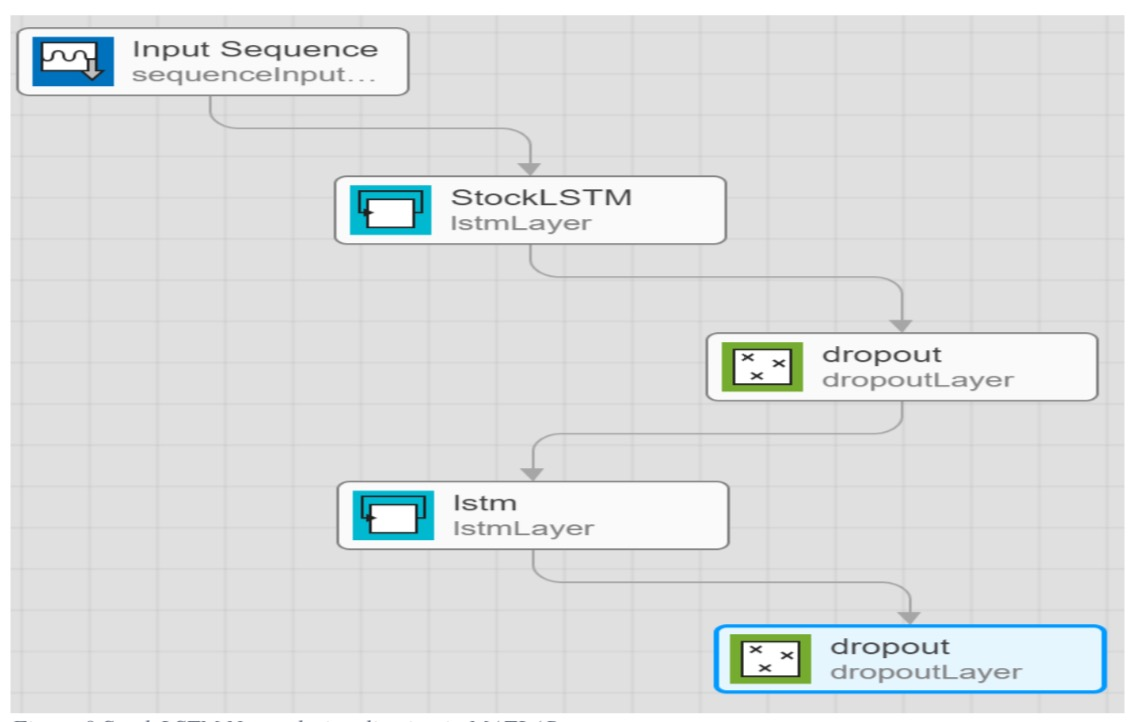 Input Sequence
sequenceInput...
StockLSTM
lstmLayer
dropout
dropoutLayer
lstm
lstmLayer
dropout
dropoutLayer